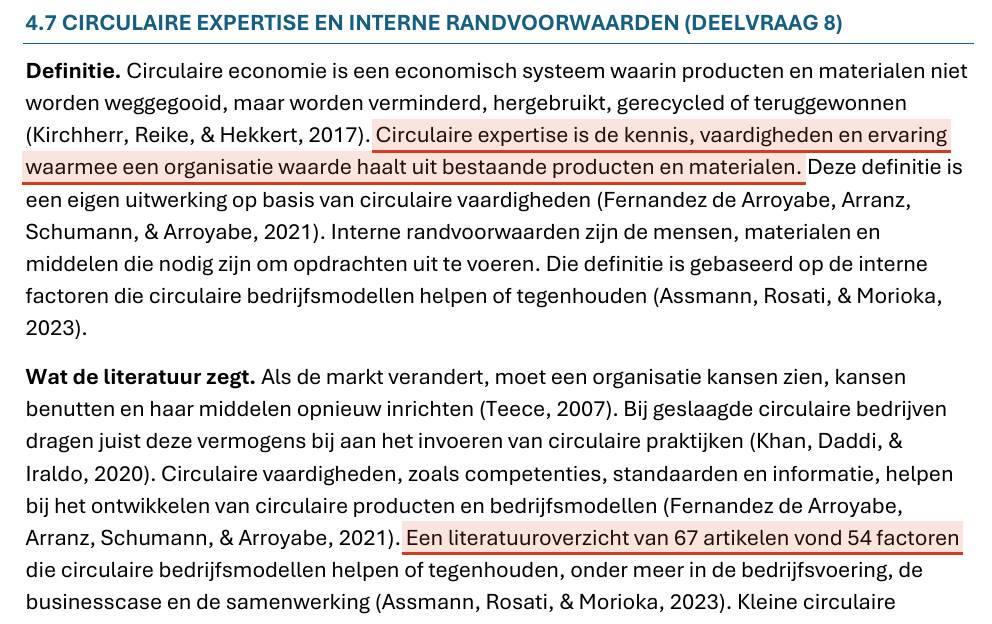 4.7 CIRCULAIRE EXPERTISE EN INTERNE RANDVOORWAARDEN (DEELVRAAG 8)
Definitie. Circulaire economie is een economisch systeem waarin producten en materialen niet
worden weggegooid, maar worden verminderd, hergebruikt, gerecycled of teruggewonnen
(Kirchherr, Reike, & Hekkert, 2017). Circulaire expertise is de kennis, vaardigheden en ervaring
waarmee een organisatie waarde haalt uit bestaande producten en materialen. Deze definitie is
een eigen uitwerking op basis van circulaire vaardigheden (Fernandez de Arroyabe, Arranz,
Schumann, & Arroyabe, 2021). Interne randvoorwaarden zijn de mensen, materialen en
middelen die nodig zijn om opdrachten uit te voeren. Die definitie is gebaseerd op de interne
factoren die circulaire bedrijfsmodellen helpen of tegenhouden (Assmann, Rosati, & Morioka,
2023).
Wat de literatuur zegt. Als de markt verandert, moet een organisatie kansen zien, kansen
benutten en haar middelen opnieuw inrichten (Teece, 2007). Bij geslaagde circulaire bedrijven
dragen juist deze vermogens bij aan het invoeren van circulaire praktijken (Khan, Daddi, &
Iraldo, 2020). Circulaire vaardigheden, zoals competenties, standaarden en informatie, helpen
bij het ontwikkelen van circulaire producten en bedrijfsmodellen (Fernandez de Arroyabe,
Arranz, Schumann, & Arroyabe, 2021). Een literatuuroverzicht van 67 artikelen vond 54 factoren
die circulaire bedrijfsmodellen helpen of tegenhouden, onder meer in de bedrijfsvoering, de
businesscase en de samenwerking (Assmann, Rosati, & Morioka, 2023). Kleine circulaire